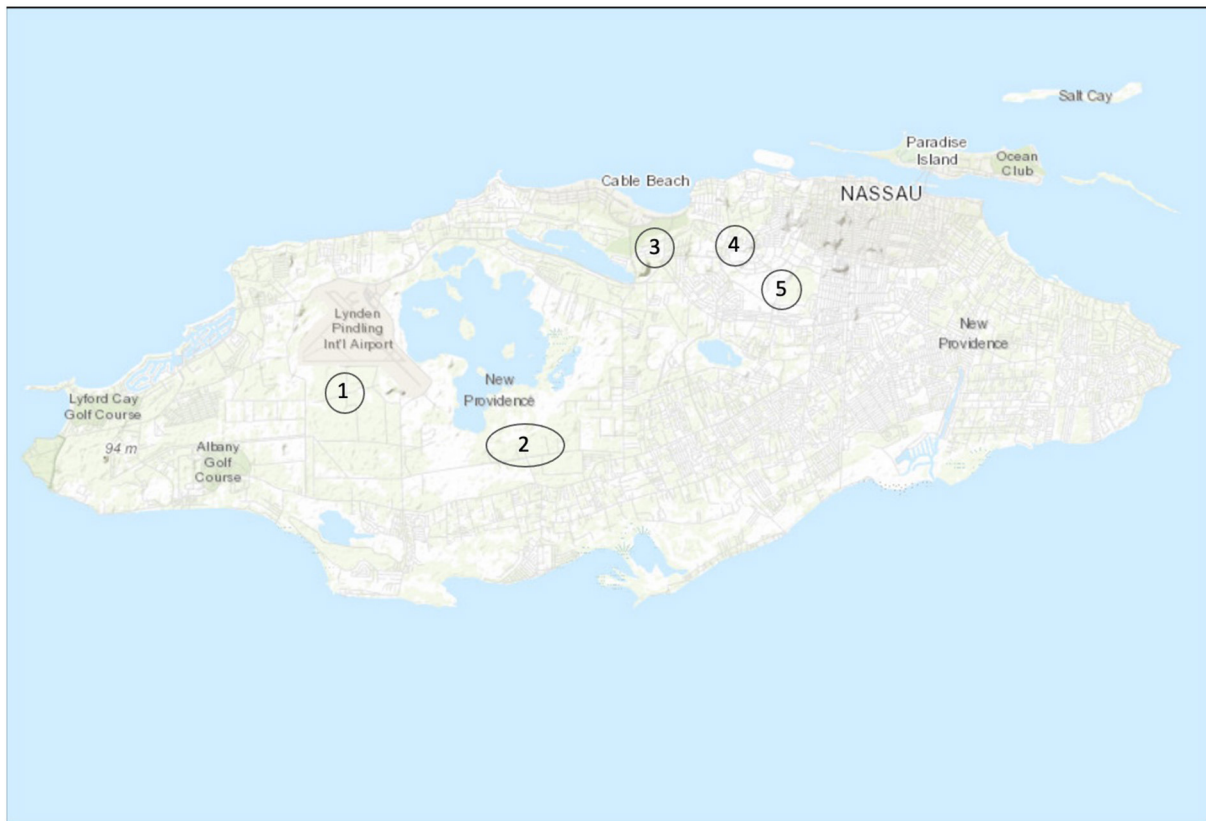 Salt Cay
Paradise
Island
Ocean
Club
Cable Beach
NASSAU
3
4
5
Lynden
Pindling
Int'l Airport
New
Providence
1
New
Providence
Lyford Cay
Golf Course
2
94 m
Albany
Golf
Course